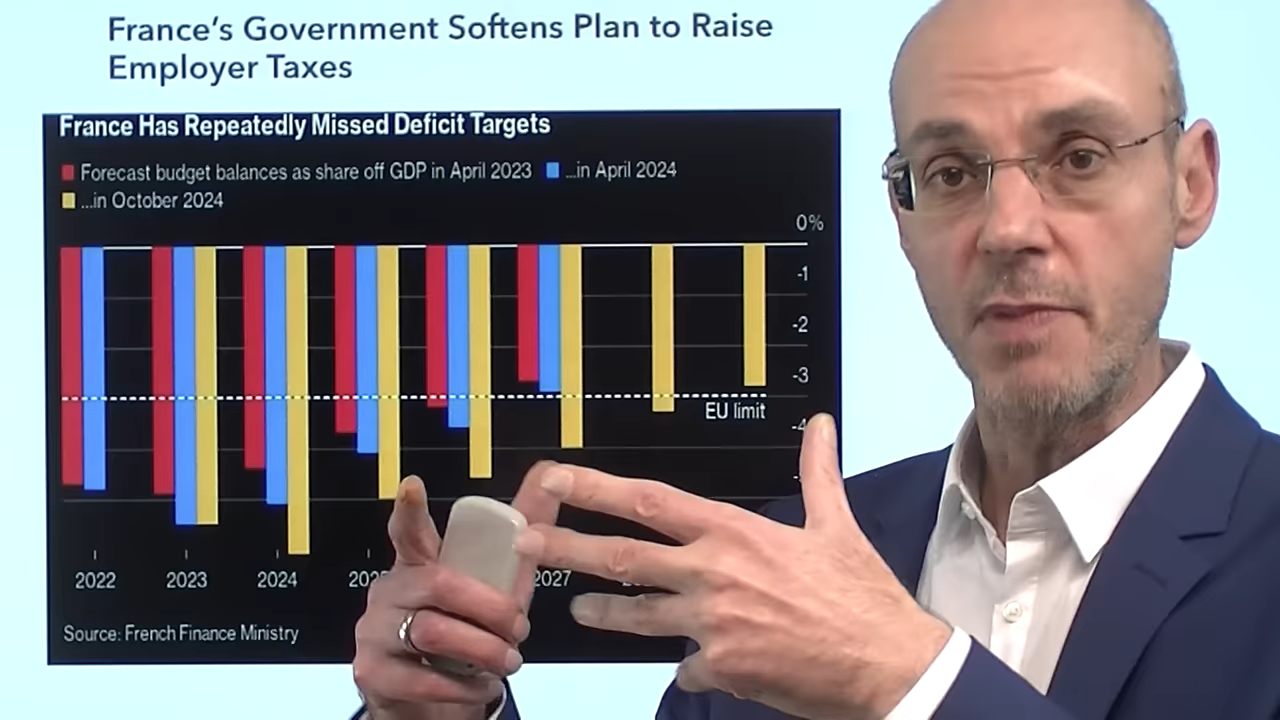 France's Government Softens Plan to Raise
Employer Taxes
France Has Repeatedly Missed Deficit Targets
Forecast budget balances as share off GDP in April 2023 ...in April 2024
...in October 2024
0%
-1
-2
-3
EU limit
-4
2022 2023 2024 2027
Source: French Finance Ministry